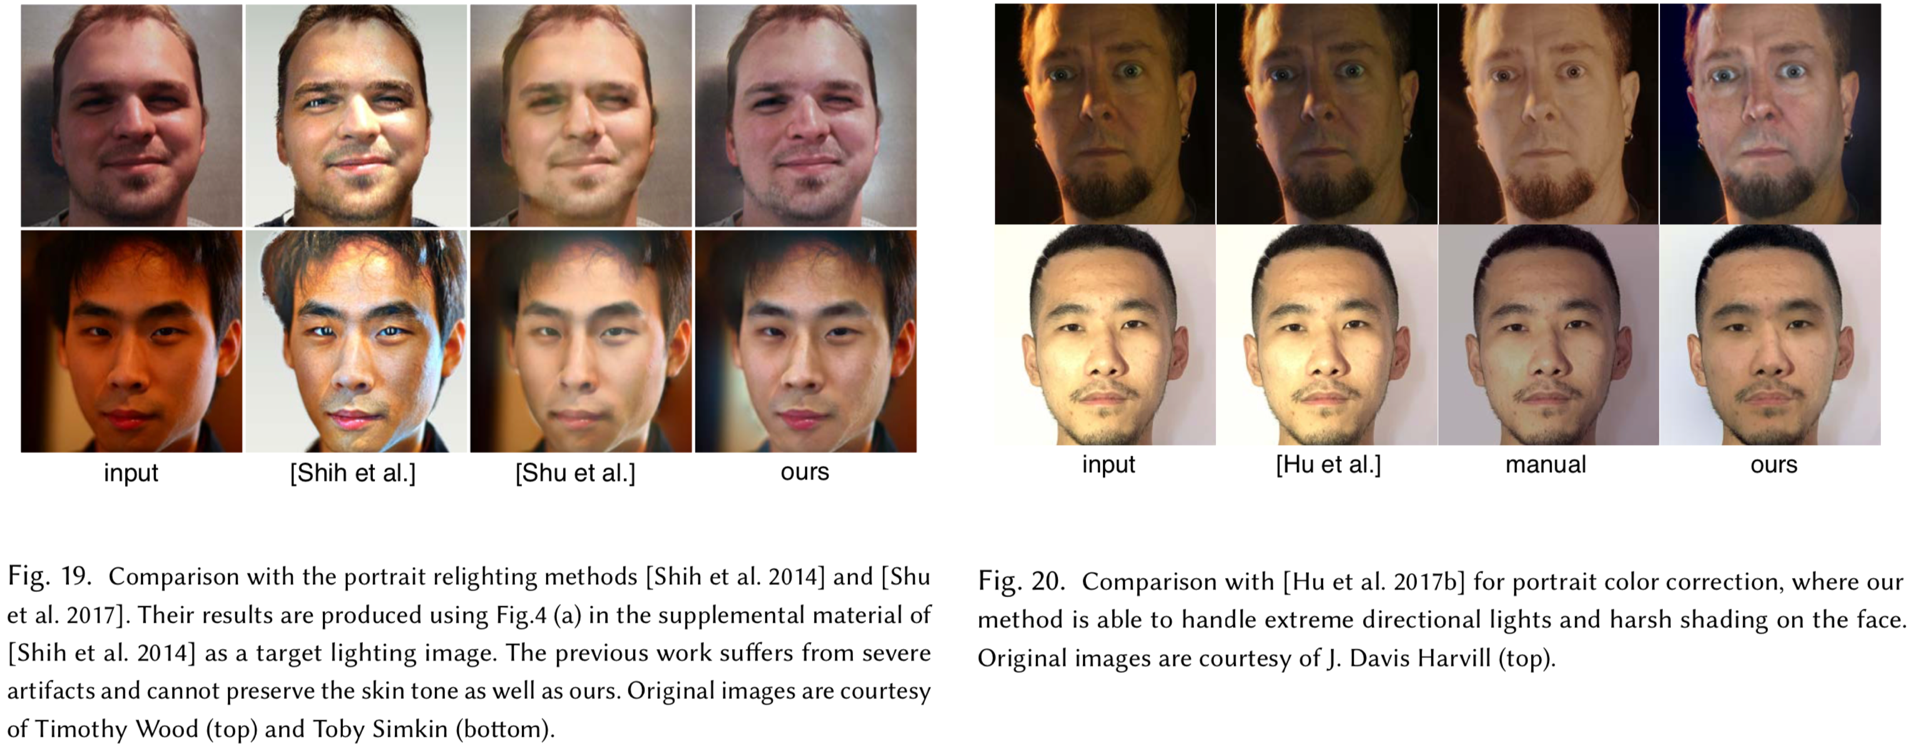 input
[Shih et al.]
[Shu et al.]
ours
Fig. 19. Comparison with the portrait relighting methods [Shih et al. 2014] and [Shu
et al. 2017]. Their results are produced using Fig.4 (a) in the supplemental material of
[Shih et al. 2014] as a target lighting image. The previous work suffers from severe
artifacts and cannot preserve the skin tone as well as ours. Original images are courtesy
of Timothy Wood (top) and Toby Simkin (bottom).
input
[Hu et al.]
manual
ours
Fig. 20. Comparison with [Hu et al. 2017b] for portrait color correction, where our
method is able to handle extreme directional lights and harsh shading on the face.
Original images are courtesy of J. Davis Harvill (top).